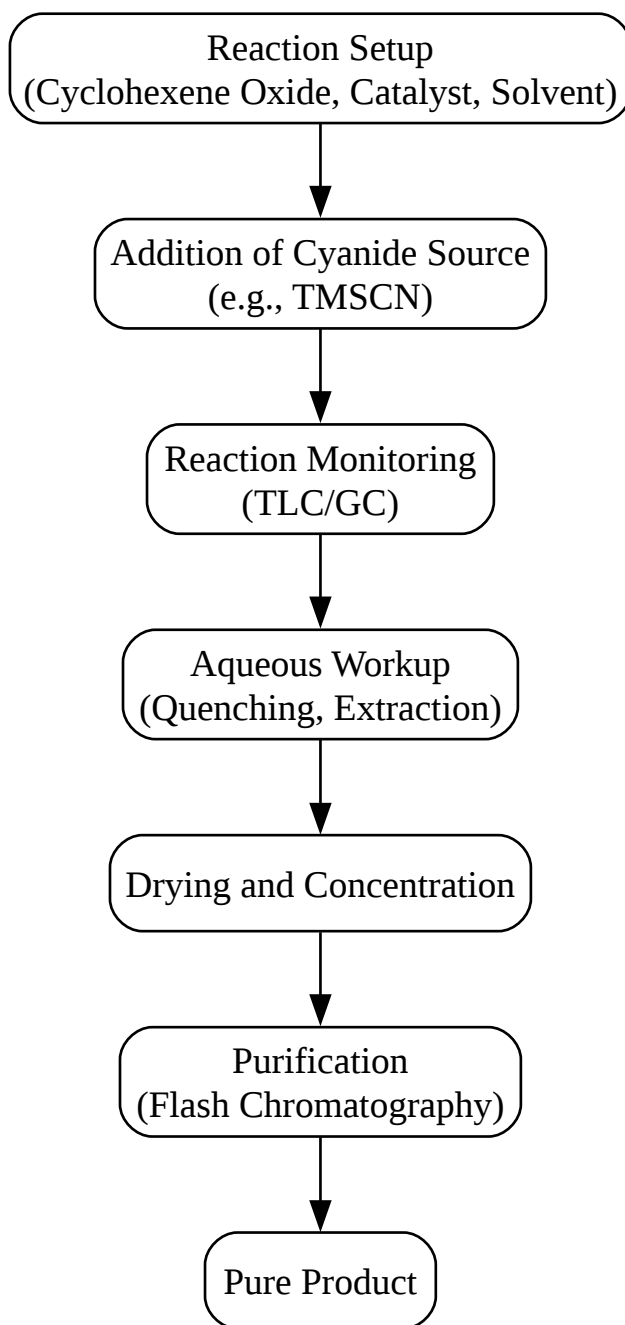 Reaction Setup
(Cyclohexene Oxide, Catalyst, Solvent)
Addition of Cyanide Source
(e.g., TMSCN)
Reaction Monitoring
(TLC/GC)
Aqueous Workup
(Quenching, Extraction)
Drying and Concentration
Purification
(Flash Chromatography)
Pure Product